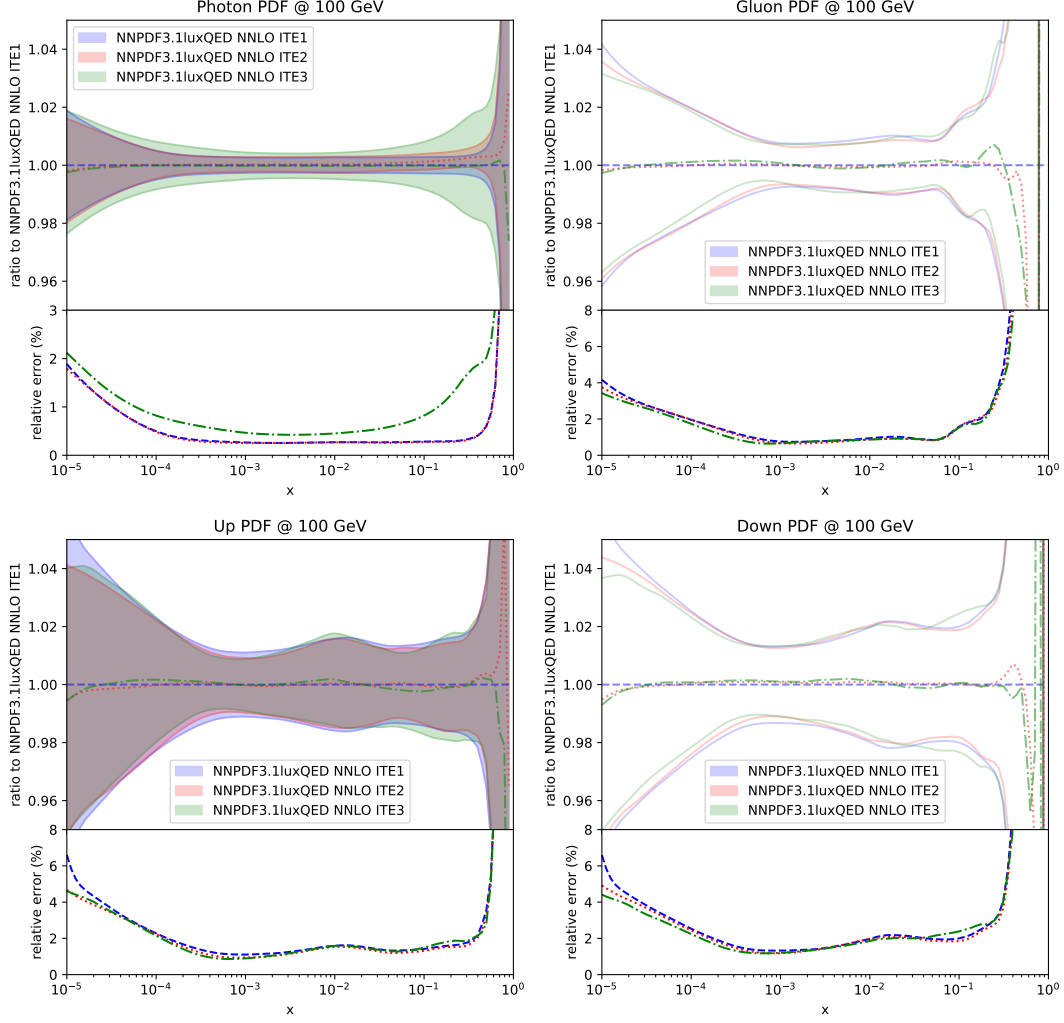 Photon PDF @ 100 GeV
ratio to NNPDF3.1luxQED NNLO ITE1
1.04
1.02
1.00
0.98
0.96
NNPDF3.1luxQED NNLO ITE1
NNPDF3.1luxQED NNLO ITE2
NNPDF3.1luxQED NNLO ITE3
relative error (%)
3
2
1
0
10⁻⁵ 10⁻⁴ 10⁻³ 10⁻² 10⁻¹ 10⁰
x
Gluon PDF @ 100 GeV
ratio to NNPDF3.1luxQED NNLO ITE1
1.04
1.02
1.00
0.98
0.96
NNPDF3.1luxQED NNLO ITE1
NNPDF3.1luxQED NNLO ITE2
NNPDF3.1luxQED NNLO ITE3
relative error (%)
8
6
4
2
0
10⁻⁵ 10⁻⁴ 10⁻³ 10⁻² 10⁻¹ 10⁰
x
Up PDF @ 100 GeV
ratio to NNPDF3.1luxQED NNLO ITE1
1.04
1.02
1.00
0.98
0.96
NNPDF3.1luxQED NNLO ITE1
NNPDF3.1luxQED NNLO ITE2
NNPDF3.1luxQED NNLO ITE3
relative error (%)
8
6
4
2
0
10⁻⁵ 10⁻⁴ 10⁻³ 10⁻² 10⁻¹ 10⁰
x
Down PDF @ 100 GeV
ratio to NNPDF3.1luxQED NNLO ITE1
1.04
1.02
1.00
0.98
0.96
NNPDF3.1luxQED NNLO ITE1
NNPDF3.1luxQED NNLO ITE2
NNPDF3.1luxQED NNLO ITE3
relative error (%)
8
6
4
2
0
10⁻⁵ 10⁻⁴ 10⁻³ 10⁻² 10⁻¹ 10⁰
x